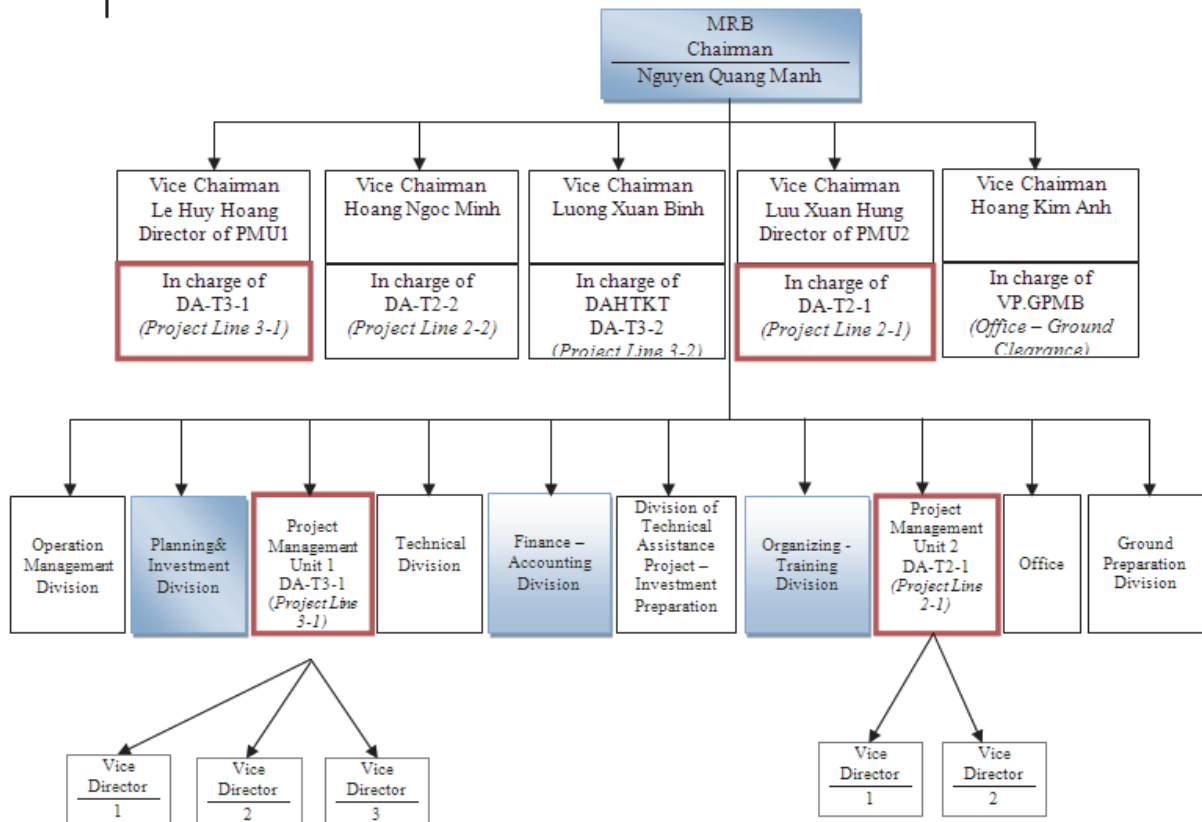 MRB
Chairman
Nguyen Quang Manh
Vice Chairman
Le Huy Hoang
Director of PMU1
In charge of
DA-T3-1
(Project Line 3-1)
Vice Chairman
Hoang Ngoc Minh
In charge of
DA-T2-2
(Project Line 2-2)
Vice Chairman
Luong Xuan Binh
In charge of
DAHTKT
DA-T3-2
(Project Line 3-2)
Vice Chairman
Luu Xuan Hung
Director of PMU2
In charge of
DA-T2-1
(Project Line 2-1)
Vice Chairman
Hoang Kim Anh
In charge of
VP.GPMB
(Office – Ground
Clearance)
Operation
Management
Division
Planning&
Investment
Division
Project
Management
Unit 1
DA-T3-1
(Project Line
3-1)
Technical
Division
Finance –
Accounting
Division
Division of
Technical
Assistance
Project –
Investment
Preparation
Organizing -
Training
Division
Project
Management
Unit 2
DA-T2-1
(Project Line
2-1)
Office
Ground
Preparation
Division
Vice
Director
1
Vice
Director
2
Vice
Director
3
Vice
Director
1
Vice
Director
2